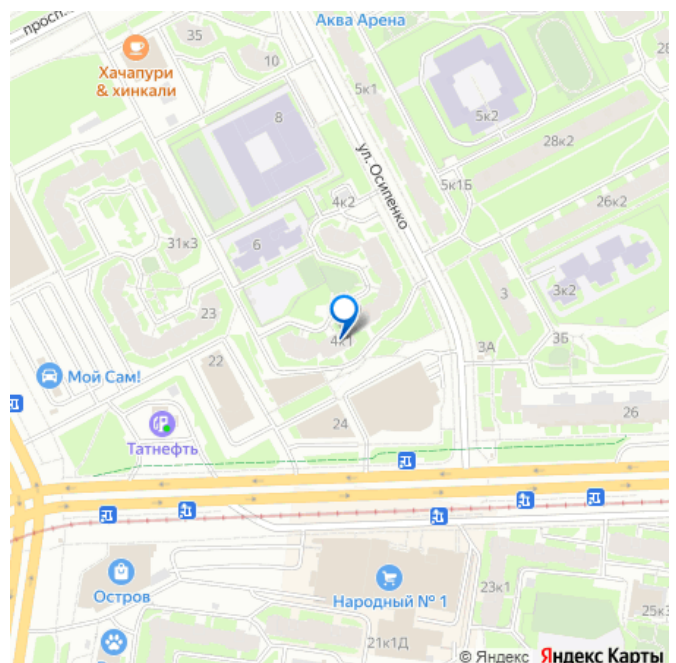 Аква Арена
просп.
35
10
Хачапури
& хинкали
5к1
5к2
28
8
28к2
ул. Осипенко
5к1Б
4к2
26к2
31к3
6
3
3к2
23
4к1
3А
3Б
22
Мой Сам!
24
26
Татнефть
Остров
Народный № 1
23к1
25к3
21к1Д
© Яндекс Яндекс Карты